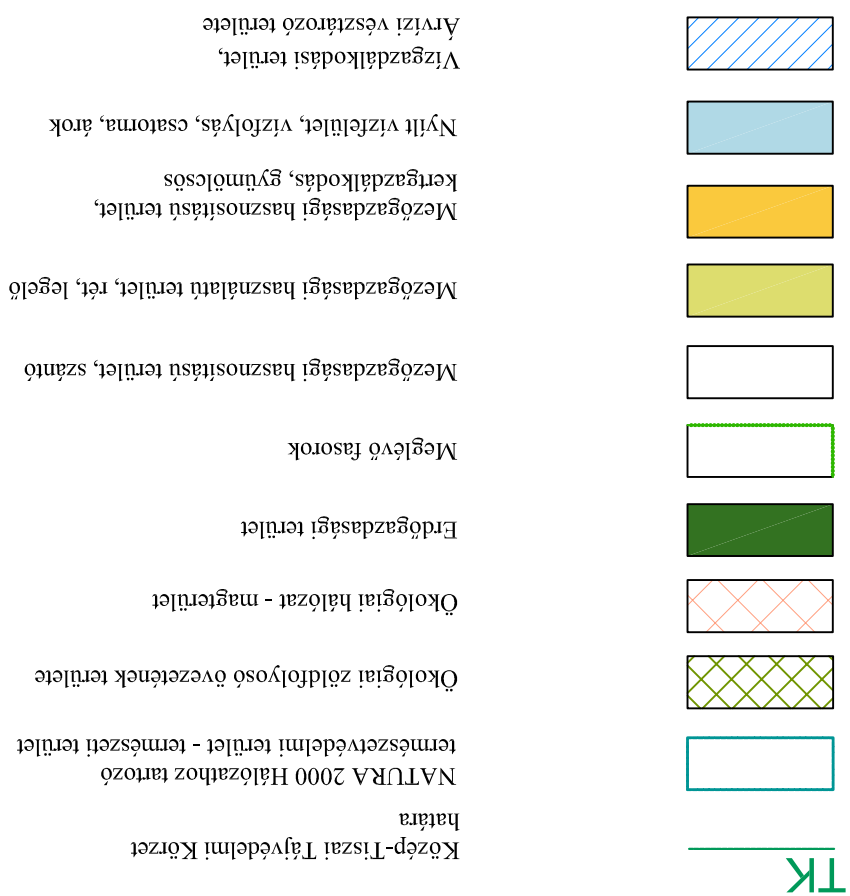 TK
Közép-Tiszai Tájvédelmi Körzet
határa
NATURA 2000 Hálózathoz tartozó
természetvédelmi terület - természeti terület
Ökológiai zöldfolyosó övezetének területe
Ökológiai hálózat - magterület
Erdőgazdasági terület
Meglévő fasorok
Mezőgazdasági hasznosítású terület, szántó
Mezőgazdasági használatú terület, rét, legelő
Mezőgazdasági hasznosítású terület,
kertgazdálkodás, gyümölcsös
Nyílt vízfelület, vízfolyás, csatorna, árok
Vízgazdálkodási terület,
Árvízi vésztározó területe